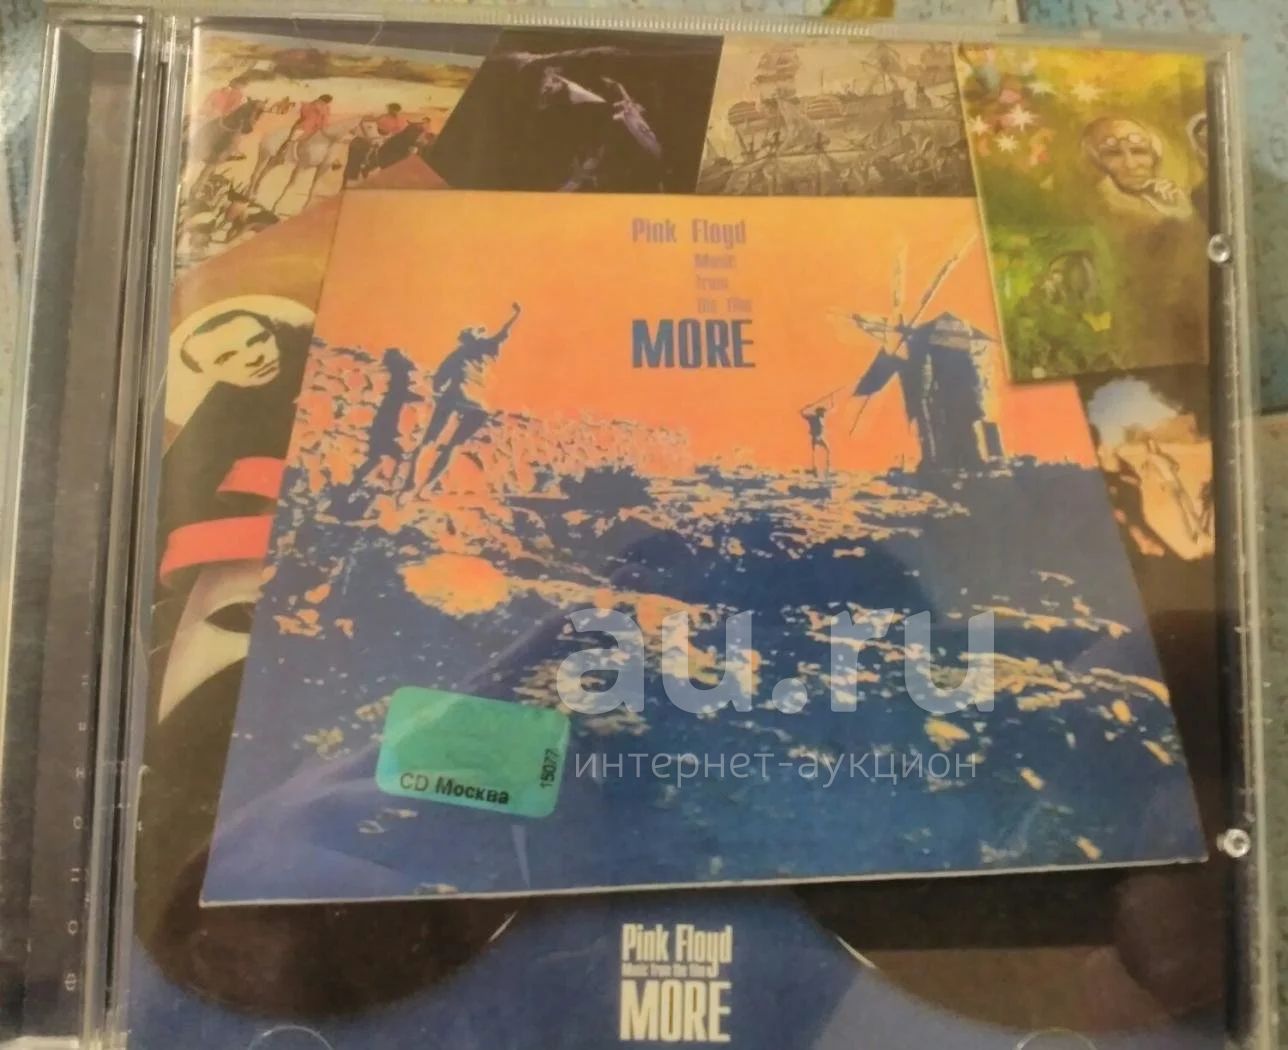 Pink Floyd
Music
from
the film
MORE
au.ru
интернет-аукцион
CD Москва
15077
Pink Floyd
Music from the film
MORE